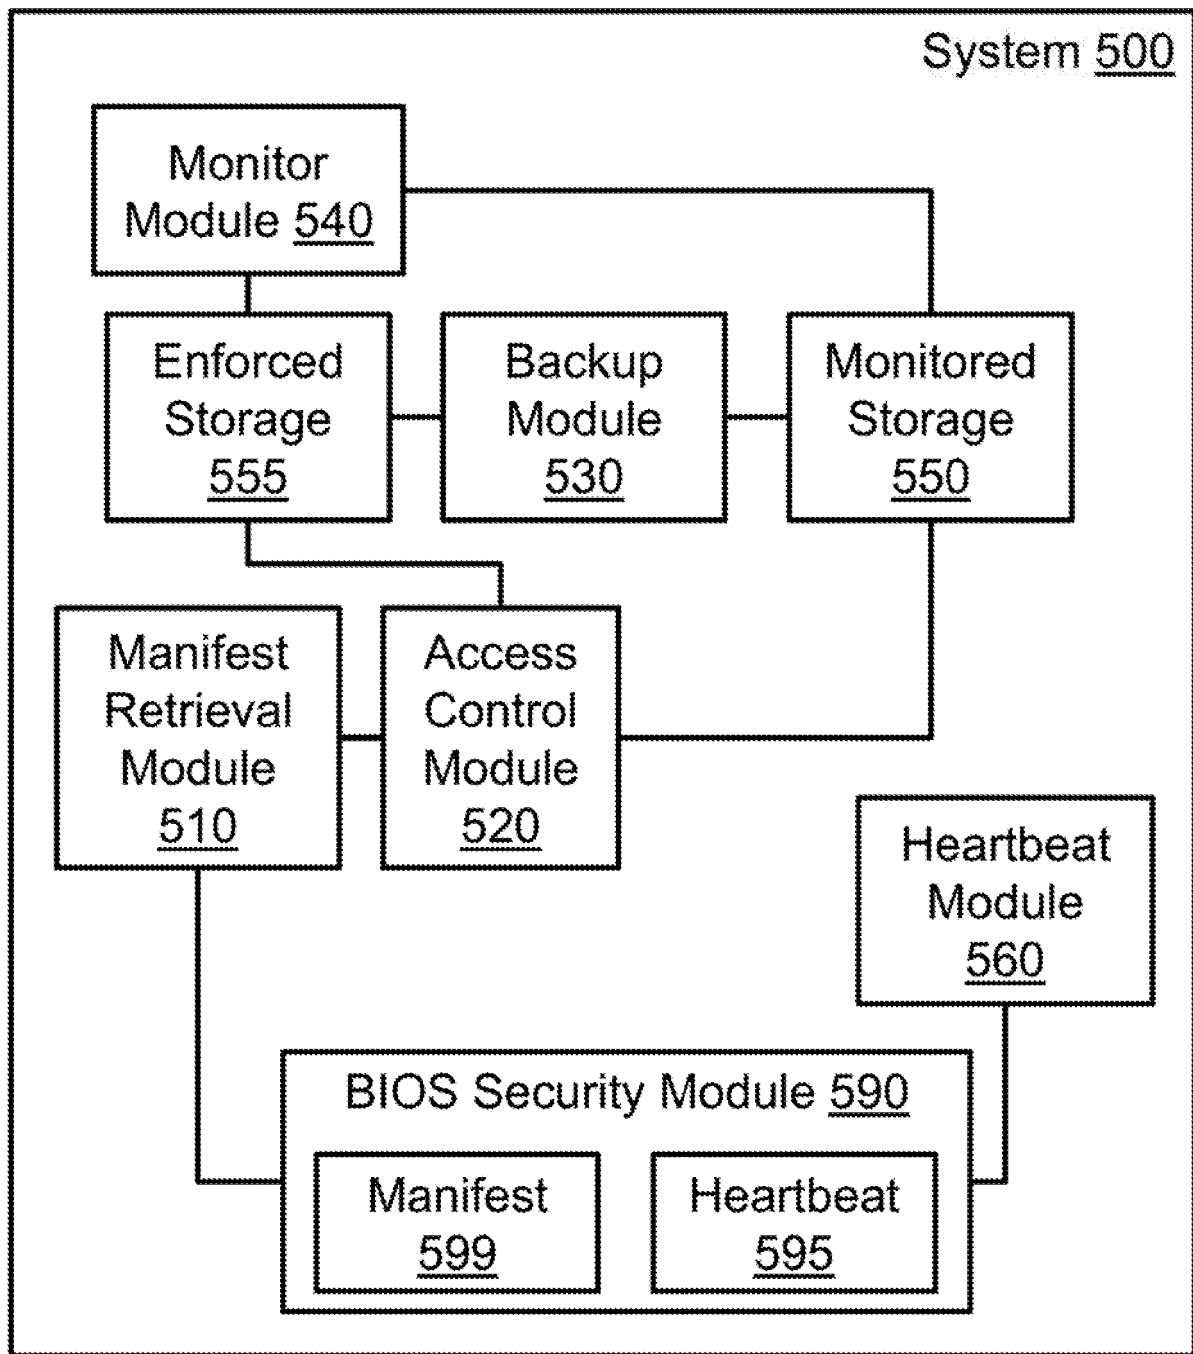 System 500
Monitor
Module 540
Enforced
Storage
555
Backup
Module
530
Monitored
Storage
550
Manifest
Retrieval
Module
510
Access
Control
Module
520
Heartbeat
Module
560
BIOS Security Module 590
Manifest
599
Heartbeat
595